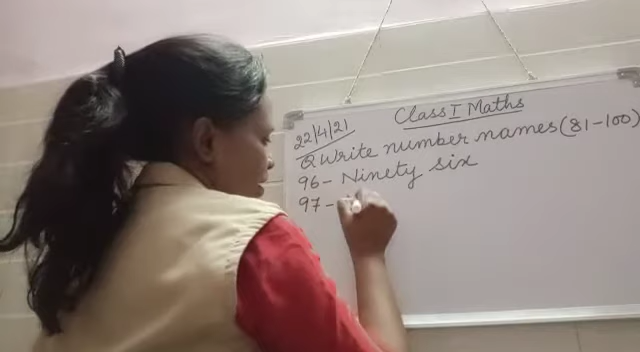 Class I Maths
22/4/21
Q Write number names (81-100)
96- Ninety six
97-